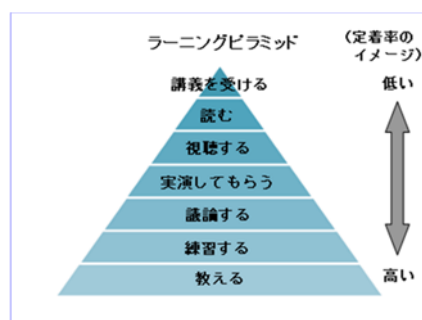 ラーニングピラミッド
(定着率の
イメージ)
講義を受ける
低い
読む
視聴する
実演してもらう
議論する
練習する
教える
高い